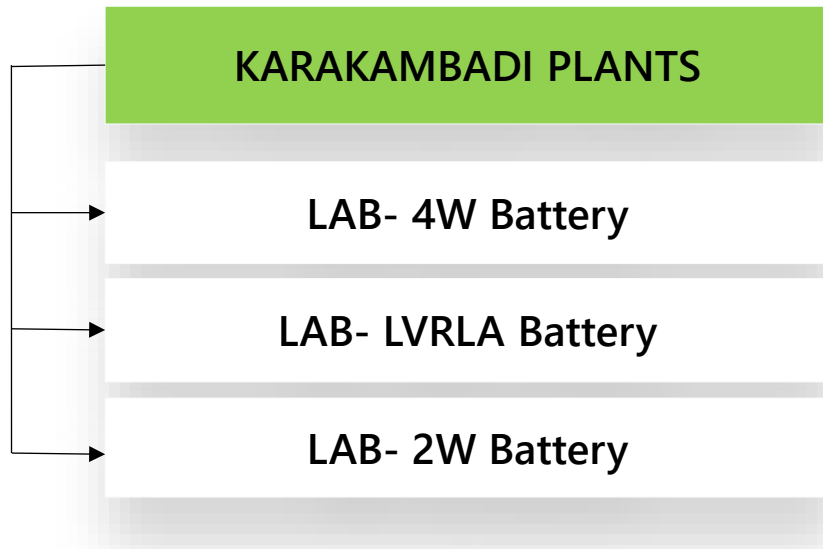 KARAKAMBADI PLANTS
LAB- 4W Battery
LAB- LVRLA Battery
LAB- 2W Battery